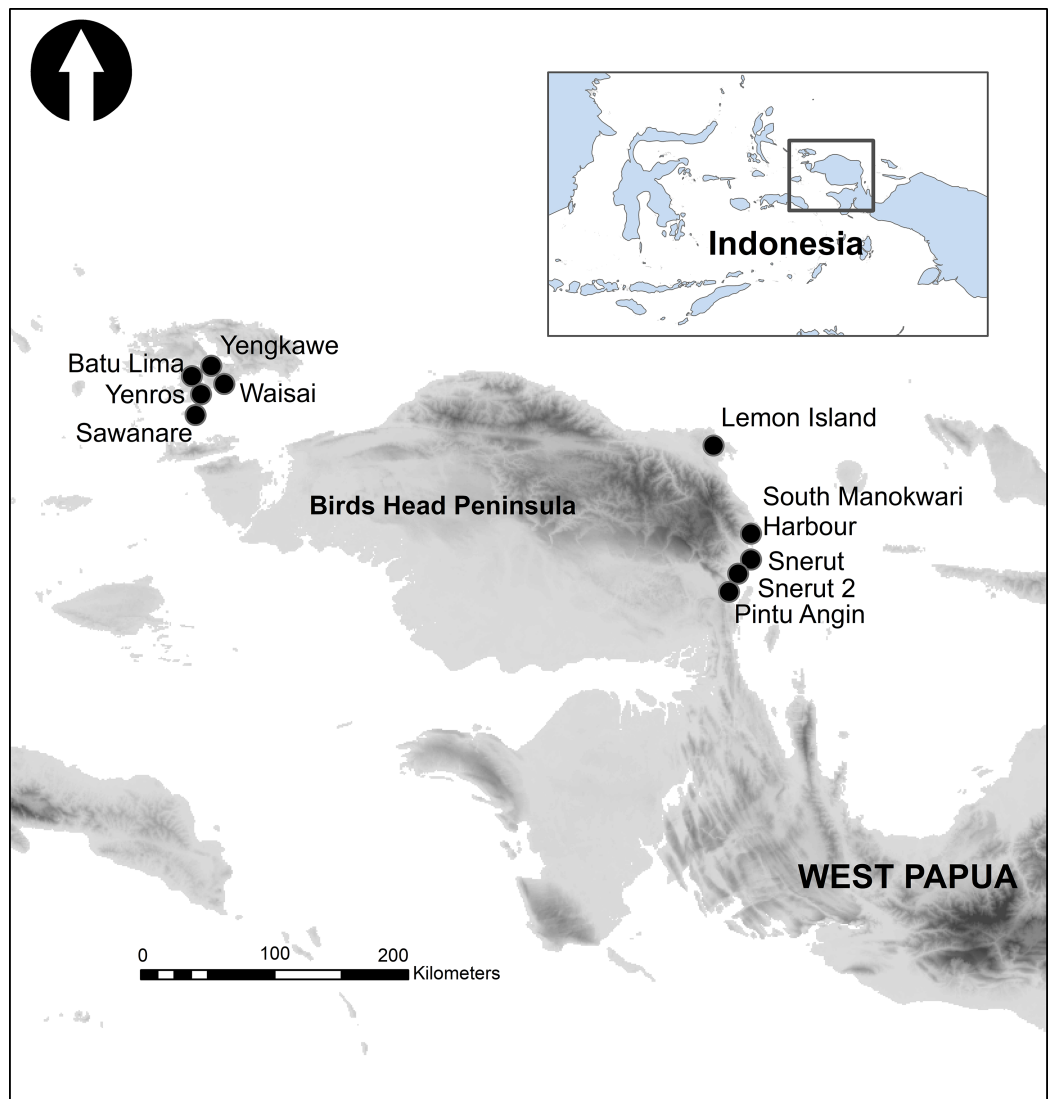 Indonesia
Yengkawe
Batu Lima
Waisai
Yenros
Sawanare
Lemon Island
Birds Head Peninsula
South Manokwari
Harbour
Snerut
Snerut 2
Pintu Angin
WEST PAPUA
0 100 200
Kilometers